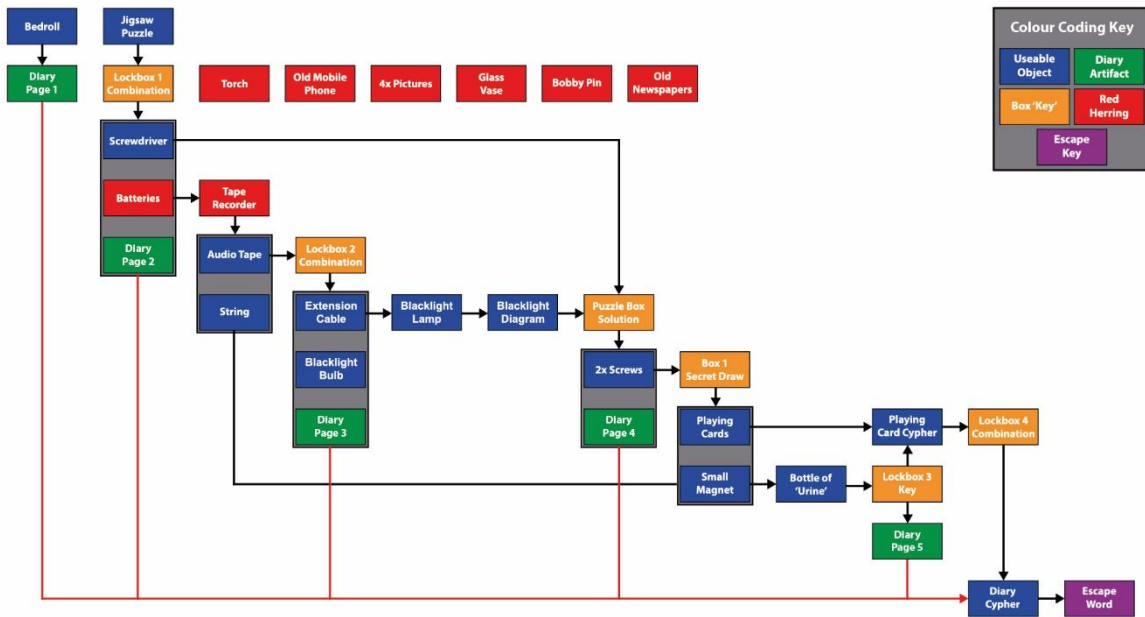 Bedroll
Jigsaw
Puzzle
Colour Coding Key
Useable
Object
Diary
Artifact
Box 'Key'
Red
Herring
Escape
Key
Diary
Page 1
Lockbox 1
Combination
Torch
Old Mobile
Phone
4x Pictures
Glass
Vase
Bobby Pin
Old
Newspapers
Screwdriver
Batteries
Tape
Recorder
Diary
Page 2
Audio Tape
Lockbox 2
Combination
String
Extension
Cable
Blacklight
Lamp
Blacklight
Diagram
Puzzle Box
Solution
Blacklight
Bulb
2x Screws
Box 1
Secret Draw
Diary
Page 3
Diary
Page 4
Playing
Cards
Playing
Card Cypher
Lockbox 4
Combination
Small
Magnet
Bottle of
'Urine'
Lockbox 3
Key
Diary
Page 5
Diary
Cypher
Escape
Word